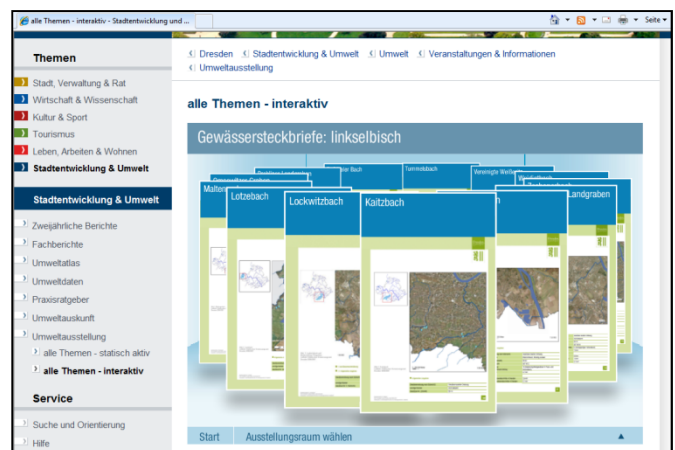 alle Themen - interaktiv - Stadtentwicklung und ...
Seite
Themen
Stadt, Verwaltung & Rat
Wirtschaft & Wissenschaft
Kultur & Sport
Tourismus
Leben, Arbeiten & Wohnen
Stadtentwicklung & Umwelt
Stadtentwicklung & Umwelt
Zweijährliche Berichte
Fachberichte
Umweltatlas
Umweltdaten
Praxisratgeber
Umweltauskunft
Umweltausstellung
alle Themen - statisch aktiv
alle Themen - interaktiv
Service
Suche und Orientierung
Hilfe
Dresden Stadtentwicklung & Umwelt Umwelt Veranstaltungen & Informationen
Umweltausstellung
alle Themen - interaktiv
Gewässersteckbriefe: linkselbisch
Tummelsbach
Vereinigte
Lotzebach
Lockwitzbach
Kaitzbach
Landgraben
Start Ausstellungsraum wählen